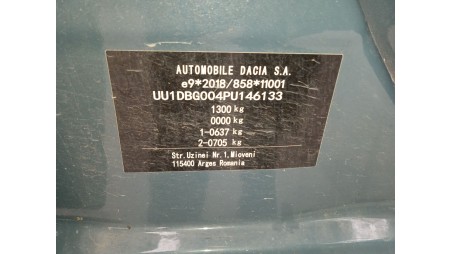 AUTOMOBILE DACIA S.A.
e9*2018/858*11001
UU1DBG004PU146133
1300 kg
0000 kg
1-0637 kg
2-0705 kg
Str.Uzinei Nr.1,Mioveni
115400 Arges Romania